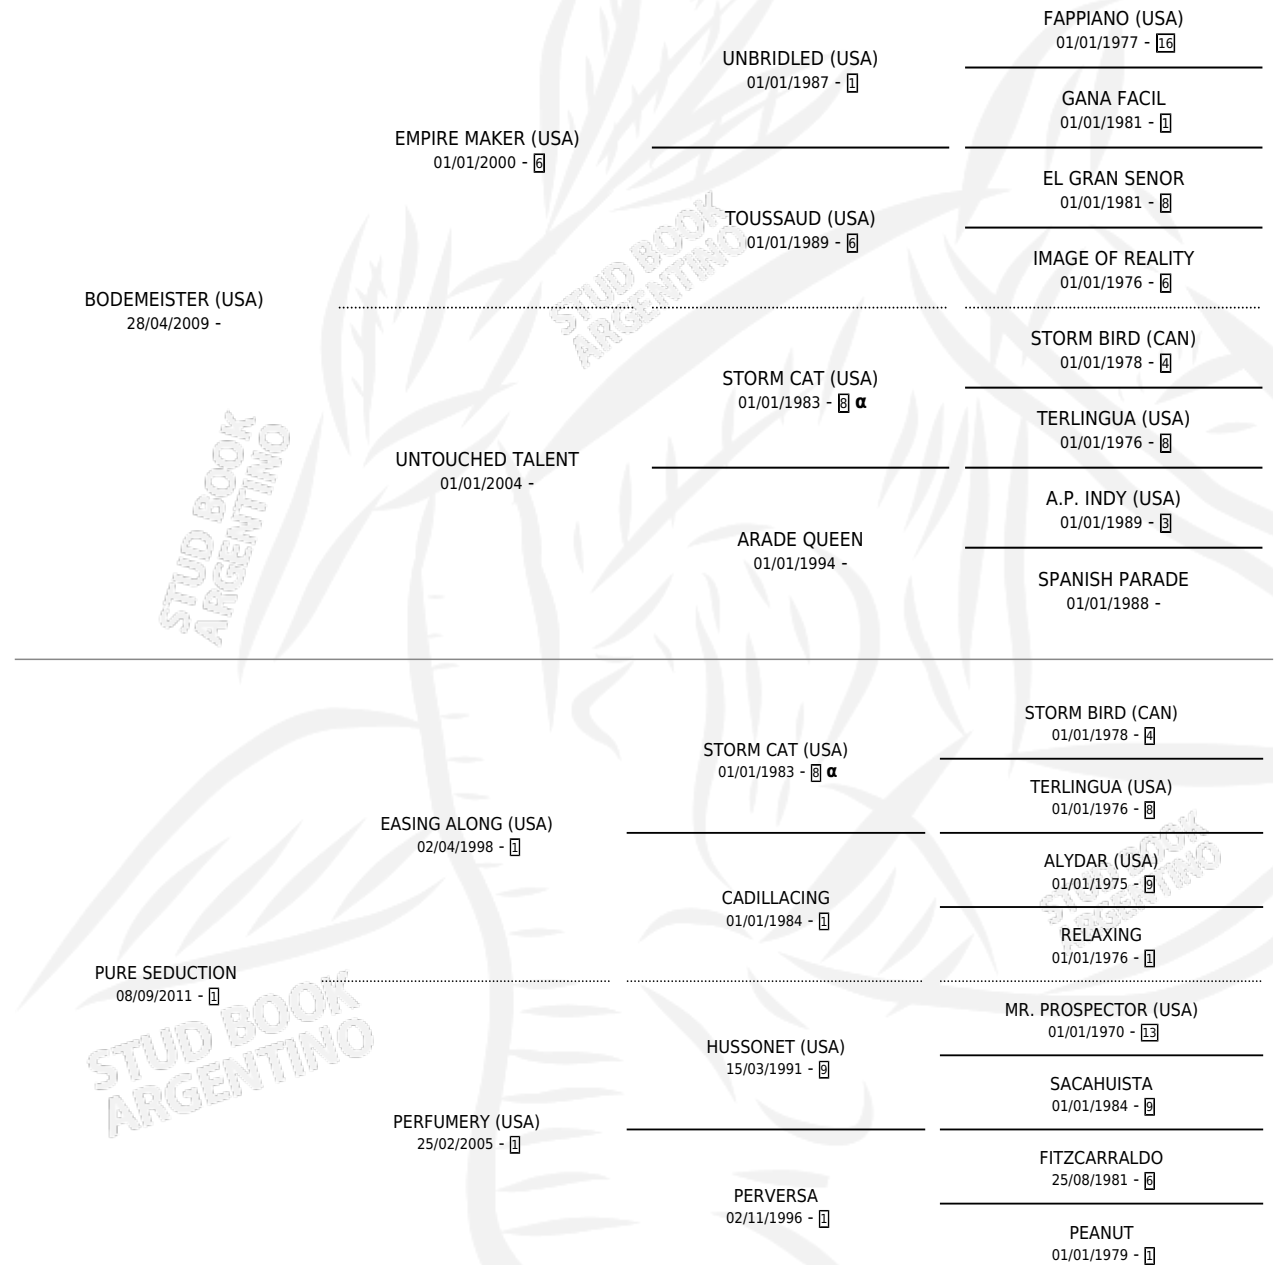 FAPPIANO (USA)
01/01/1977 - 16
UNBRIDLED (USA)
01/01/1987 - 1
GANA FACIL
01/01/1981 - 1
EMPIRE MAKER (USA)
01/01/2000 - 6
EL GRAN SENOR
01/01/1981 - 8
TOUSSAUD (USA)
01/01/1989 - 6
IMAGE OF REALITY
01/01/1976 - 6
STUD BOOK
ARGENTINO
BODEMEISTER (USA)
28/04/2009 -
STORM BIRD (CAN)
01/01/1978 - 4
STORM CAT (USA)
01/01/1983 - 8 α
TERLINGUA (USA)
01/01/1976 - 8
UNTOUCHED TALENT
01/01/2004 -
A.P. INDY (USA)
01/01/1989 - 3
ARADE QUEEN
01/01/1994 -
SPANISH PARADE
01/01/1988 -
STUD BOOK
ARGENTINO
STORM BIRD (CAN)
01/01/1978 - 4
STORM CAT (USA)
01/01/1983 - 8 α
TERLINGUA (USA)
01/01/1976 - 8
EASING ALONG (USA)
02/04/1998 - 1
ALYDAR (USA)
01/01/1975 - 9
CADILLACING
01/01/1984 - 1
RELAXING
01/01/1976 - 1
STUD BOOK
ARGENTINO
PURE SEDUCTION
08/09/2011 - 1
MR. PROSPECTOR (USA)
01/01/1970 - 13
HUSSONET (USA)
15/03/1991 - 9
SACAHUISTA
01/01/1984 - 9
PERFUMERY (USA)
25/02/2005 - 1
FITZCARRALDO
25/08/1981 - 6
PERVERSA
02/11/1996 - 1
PEANUT
01/01/1979 - 1
STUD BOOK
ARGENTINO